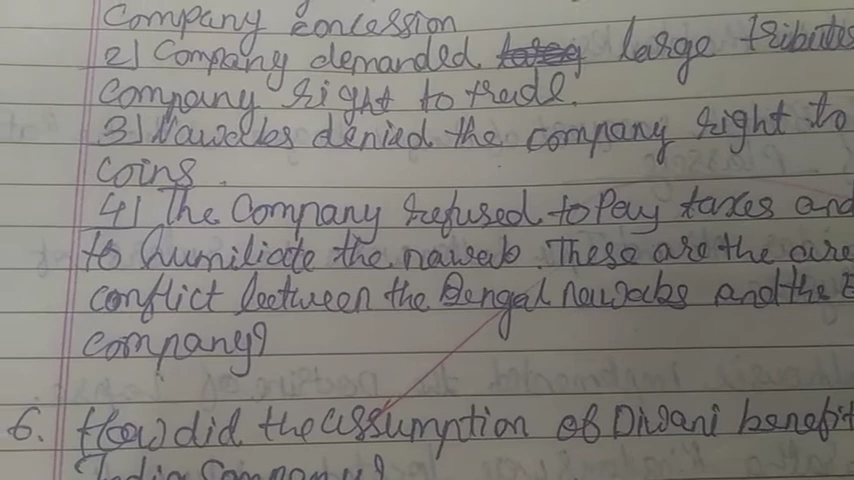 Company concession
2) Company demanded large tributes
Company right to trade.
3) Nawabs denied the company right to
coins.
4) The Company refused to Pay taxes and
to humiliate the nawab. These are the are
conflict between the Bengal nawabs and the E
company?
6. How did the assumption of Diwani benefit
India Company?